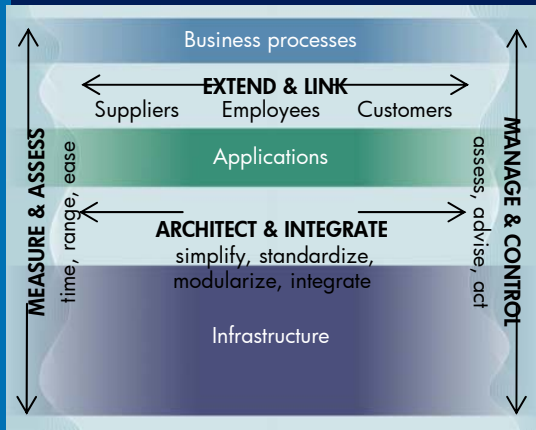 Business processes
EXTEND & LINK
Suppliers Employees Customers
Applications
ARCHITECT & INTEGRATE
simplify, standardize,
modularize, integrate
Infrastructure
MEASURE & ASSESS
time, range, ease
assess, advise, act
MANAGE & CONTROL